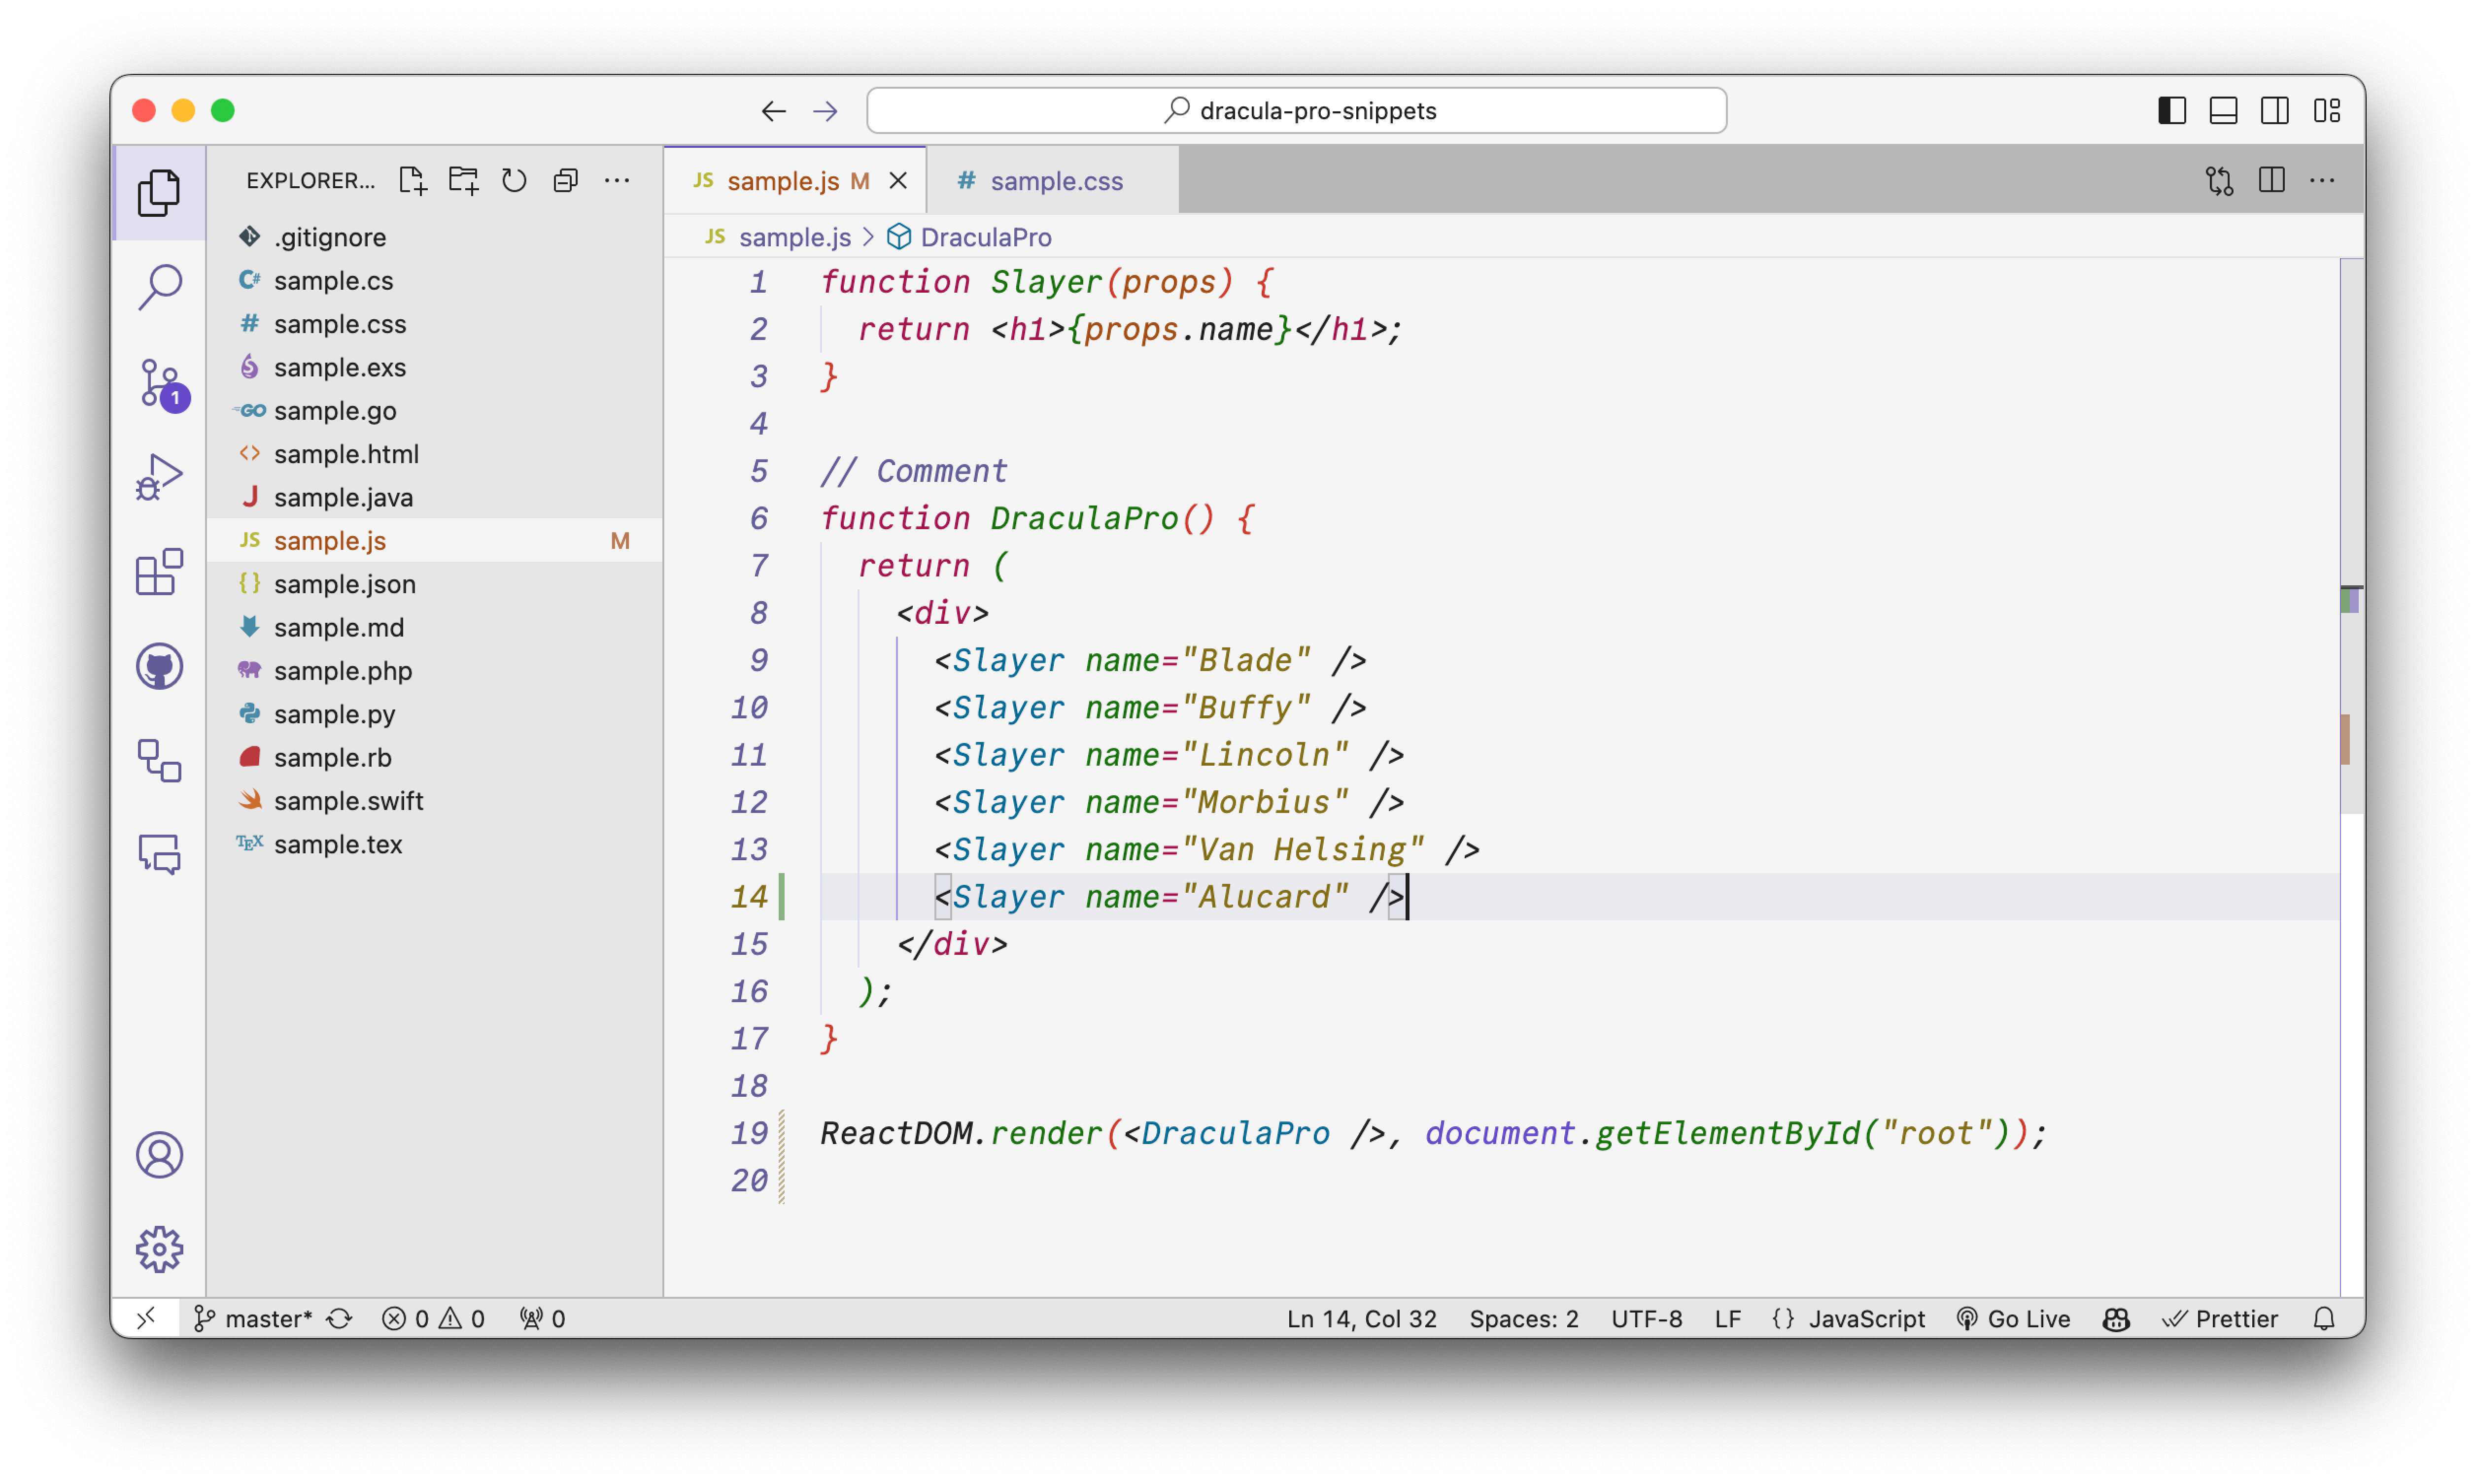 dracula-pro-snippets
EXPLORER...
.gitignore
C# sample.cs
# sample.css
sample.exs
GO sample.go
<> sample.html
J sample.java
JS sample.js M
{} sample.json
sample.md
sample.php
sample.py
sample.rb
sample.swift
TEX sample.tex
1
JS sample.js M
# sample.css
JS sample.js > DraculaPro
1 function Slayer(props) {
2   return <h1>{props.name}</h1>;
3 }
4
5 // Comment
6 function DraculaPro() {
7   return (
8     <div>
9       <Slayer name="Blade" />
10       <Slayer name="Buffy" />
11       <Slayer name="Lincoln" />
12       <Slayer name="Morbius" />
13       <Slayer name="Van Helsing" />
14       <Slayer name="Alucard" />
15     </div>
16   );
17 }
18
19 ReactDOM.render(<DraculaPro />, document.getElementById("root"));
20
master* 0 0 0 Ln 14, Col 32 Spaces: 2 UTF-8 LF {} JavaScript Go Live Prettier